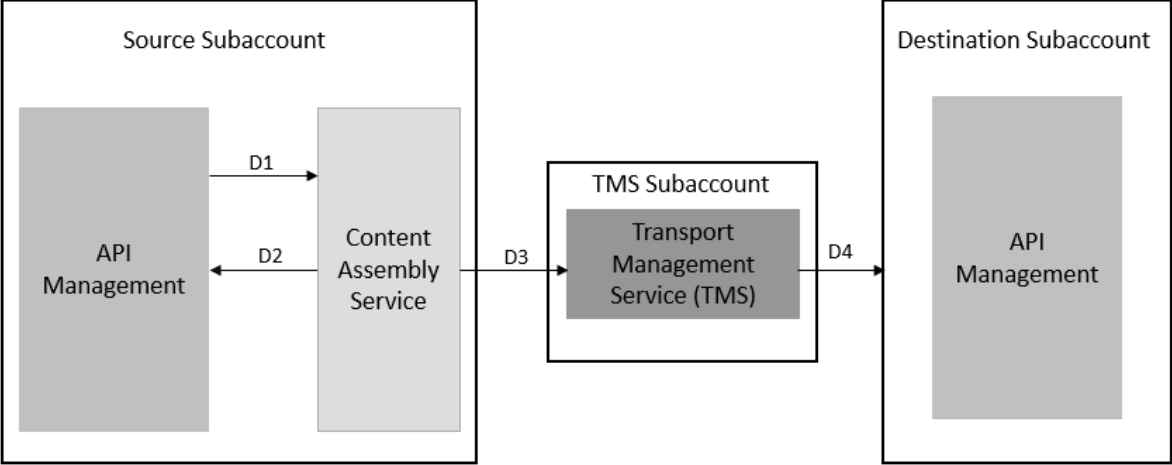 Source Subaccount
API
Management
D1
D2
Content
Assembly
Service
D3
TMS Subaccount
Transport
Management
Service (TMS)
D4
Destination Subaccount
API
Management